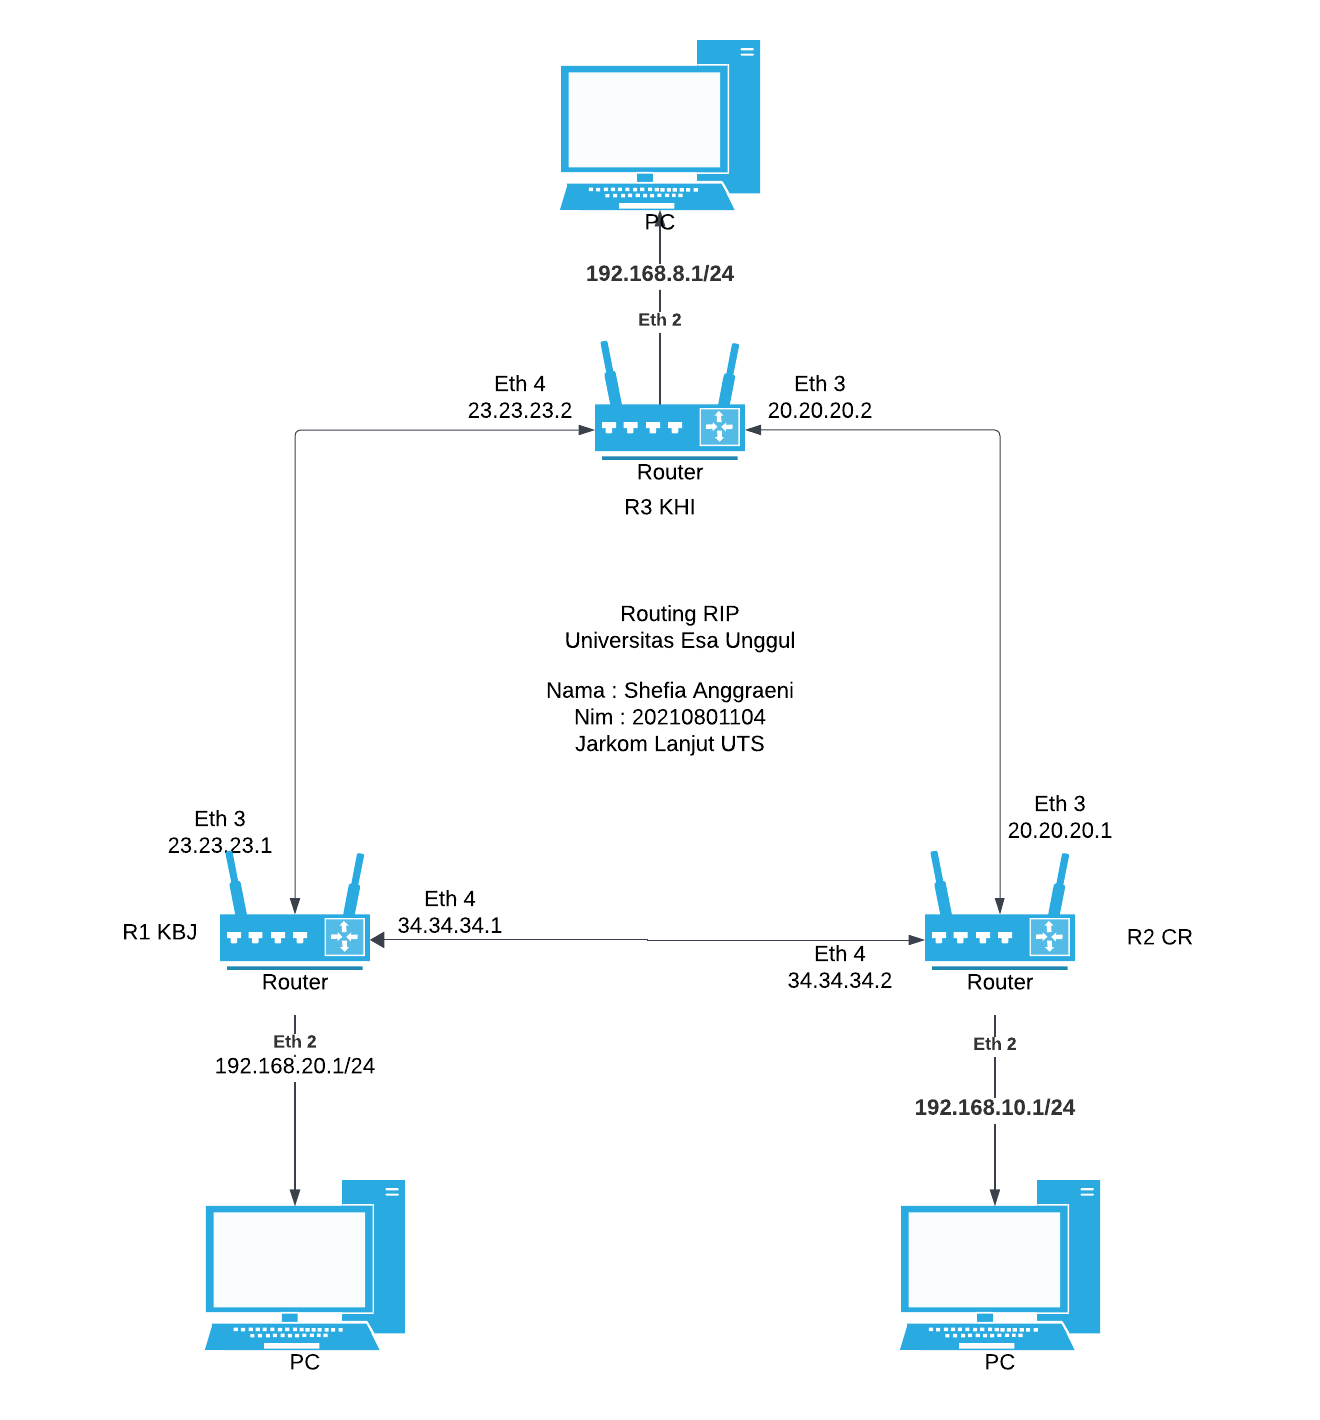 PC
192.168.8.1/24
Eth 2
Eth 4
23.23.23.2
Eth 3
20.20.20.2
Router
R3 KHI
Routing RIP
Universitas Esa Unggul
Nama : Shefia Anggraeni
Nim : 20210801104
Jarkom Lanjut UTS
Eth 3
23.23.23.1
Eth 3
20.20.20.1
R1 KBJ
Eth 4
34.34.34.1
Router
Eth 4
34.34.34.2
R2 CR
Router
Eth 2
192.168.20.1/24
Eth 2
192.168.10.1/24
PC
PC